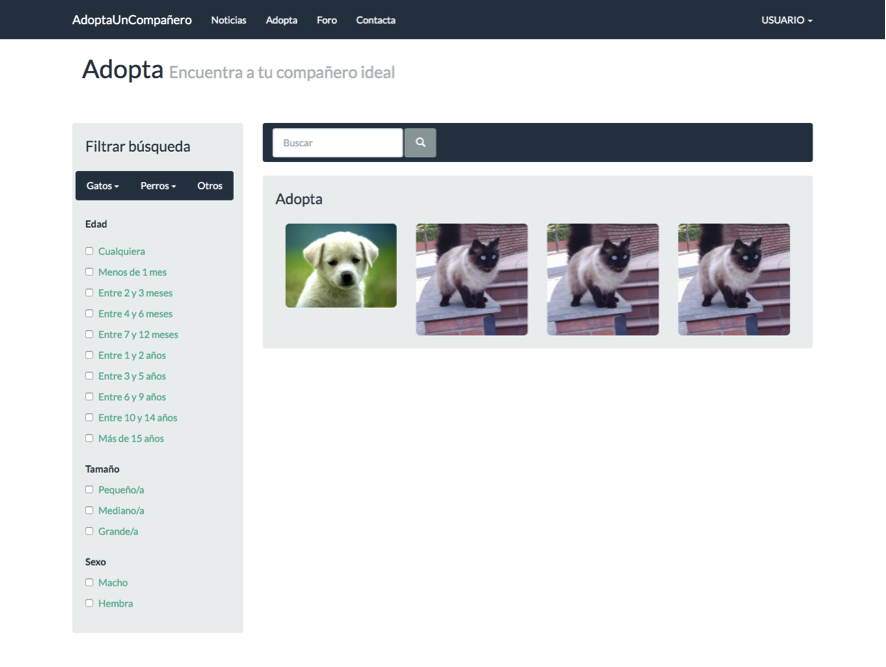 AdoptaUnCompañero Noticias Adopta Foro Contacta USUARIO
Adopta Encuentra a tu compañero ideal
Filtrar búsqueda
Gatos Perros Otros
Edad
Cualquiera
Menos de 1 mes
Entre 2 y 3 meses
Entre 4 y 6 meses
Entre 7 y 12 meses
Entre 1 y 2 años
Entre 3 y 5 años
Entre 6 y 9 años
Entre 10 y 14 años
Más de 15 años
Tamaño
Pequeño/a
Mediano/a
Grande/a
Sexo
Macho
Hembra
Buscar
Adopta